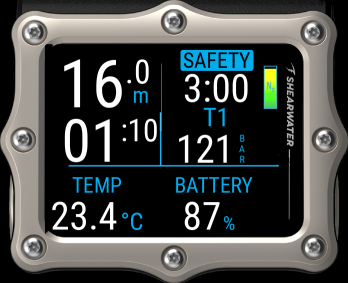 16.0 m
01:10
SAFETY
3:00
T1
121 BAR
N₂
SHEARWATER
TEMP
23.4 °C
BATTERY
87 %